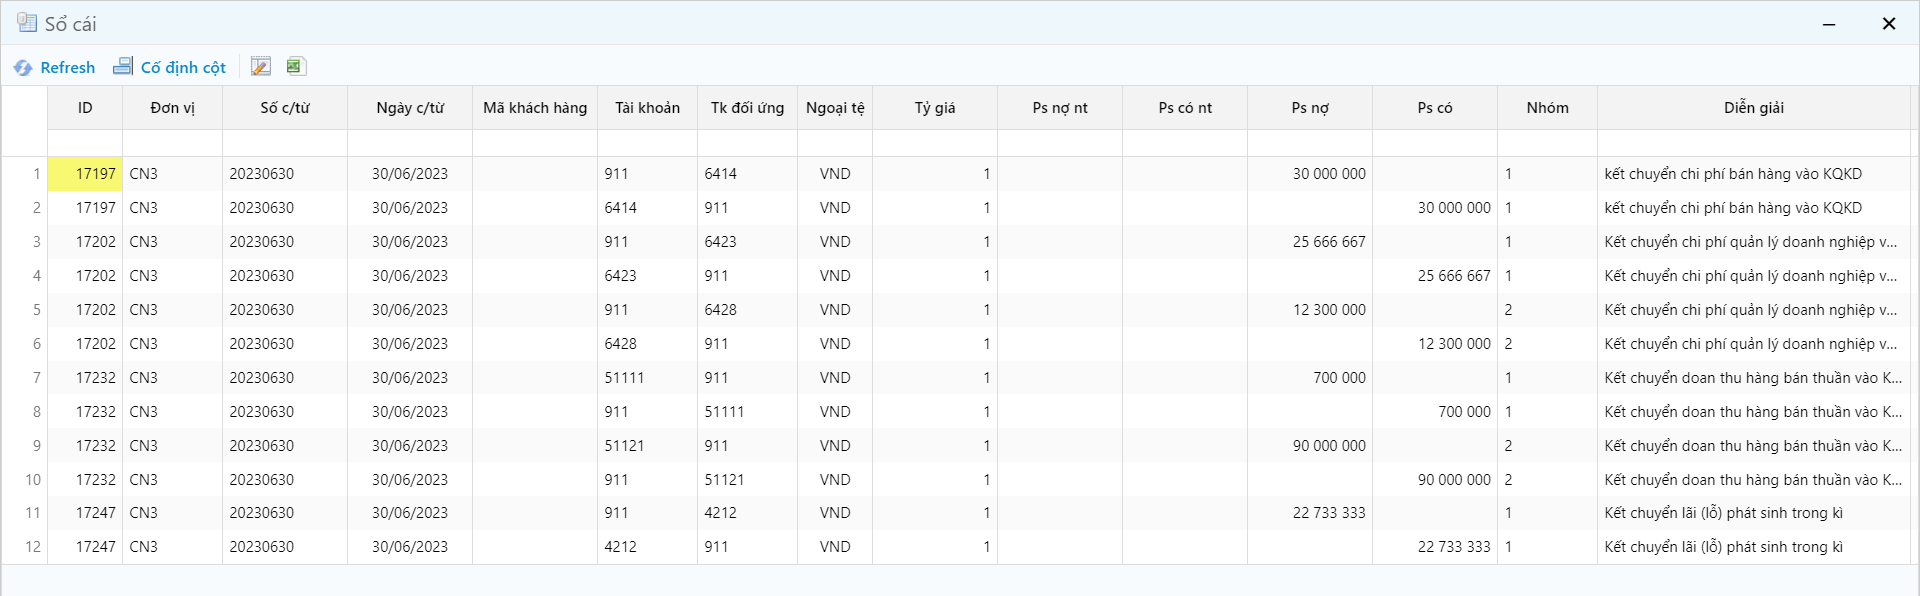 Sổ cái
Refresh Cố định cột
ID Đơn vị Số c/từ Ngày c/từ Mã khách hàng Tài khoản Tk đối ứng Ngoại tệ Tỷ giá Ps nợ nt Ps có nt Ps nợ Ps có Nhóm Diễn giải
1 17197 CN3 20230630 30/06/2023 911 6414 VND 1 30 000 000 1 kết chuyển chi phí bán hàng vào KQKD
2 17197 CN3 20230630 30/06/2023 6414 911 VND 1 30 000 000 1 kết chuyển chi phí bán hàng vào KQKD
3 17202 CN3 20230630 30/06/2023 911 6423 VND 1 25 666 667 1 Kết chuyển chi phí quản lý doanh nghiệp v...
4 17202 CN3 20230630 30/06/2023 6423 911 VND 1 25 666 667 1 Kết chuyển chi phí quản lý doanh nghiệp v...
5 17202 CN3 20230630 30/06/2023 911 6428 VND 1 12 300 000 2 Kết chuyển chi phí quản lý doanh nghiệp v...
6 17202 CN3 20230630 30/06/2023 6428 911 VND 1 12 300 000 2 Kết chuyển chi phí quản lý doanh nghiệp v...
7 17232 CN3 20230630 30/06/2023 51111 911 VND 1 700 000 1 Kết chuyển doan thu hàng bán thuần vào K...
8 17232 CN3 20230630 30/06/2023 911 51111 VND 1 700 000 1 Kết chuyển doan thu hàng bán thuần vào K...
9 17232 CN3 20230630 30/06/2023 51121 911 VND 1 90 000 000 2 Kết chuyển doan thu hàng bán thuần vào K...
10 17232 CN3 20230630 30/06/2023 911 51121 VND 1 90 000 000 2 Kết chuyển doan thu hàng bán thuần vào K...
11 17247 CN3 20230630 30/06/2023 911 4212 VND 1 22 733 333 1 Kết chuyển lãi (lỗ) phát sinh trong kì
12 17247 CN3 20230630 30/06/2023 4212 911 VND 1 22 733 333 1 Kết chuyển lãi (lỗ) phát sinh trong kì